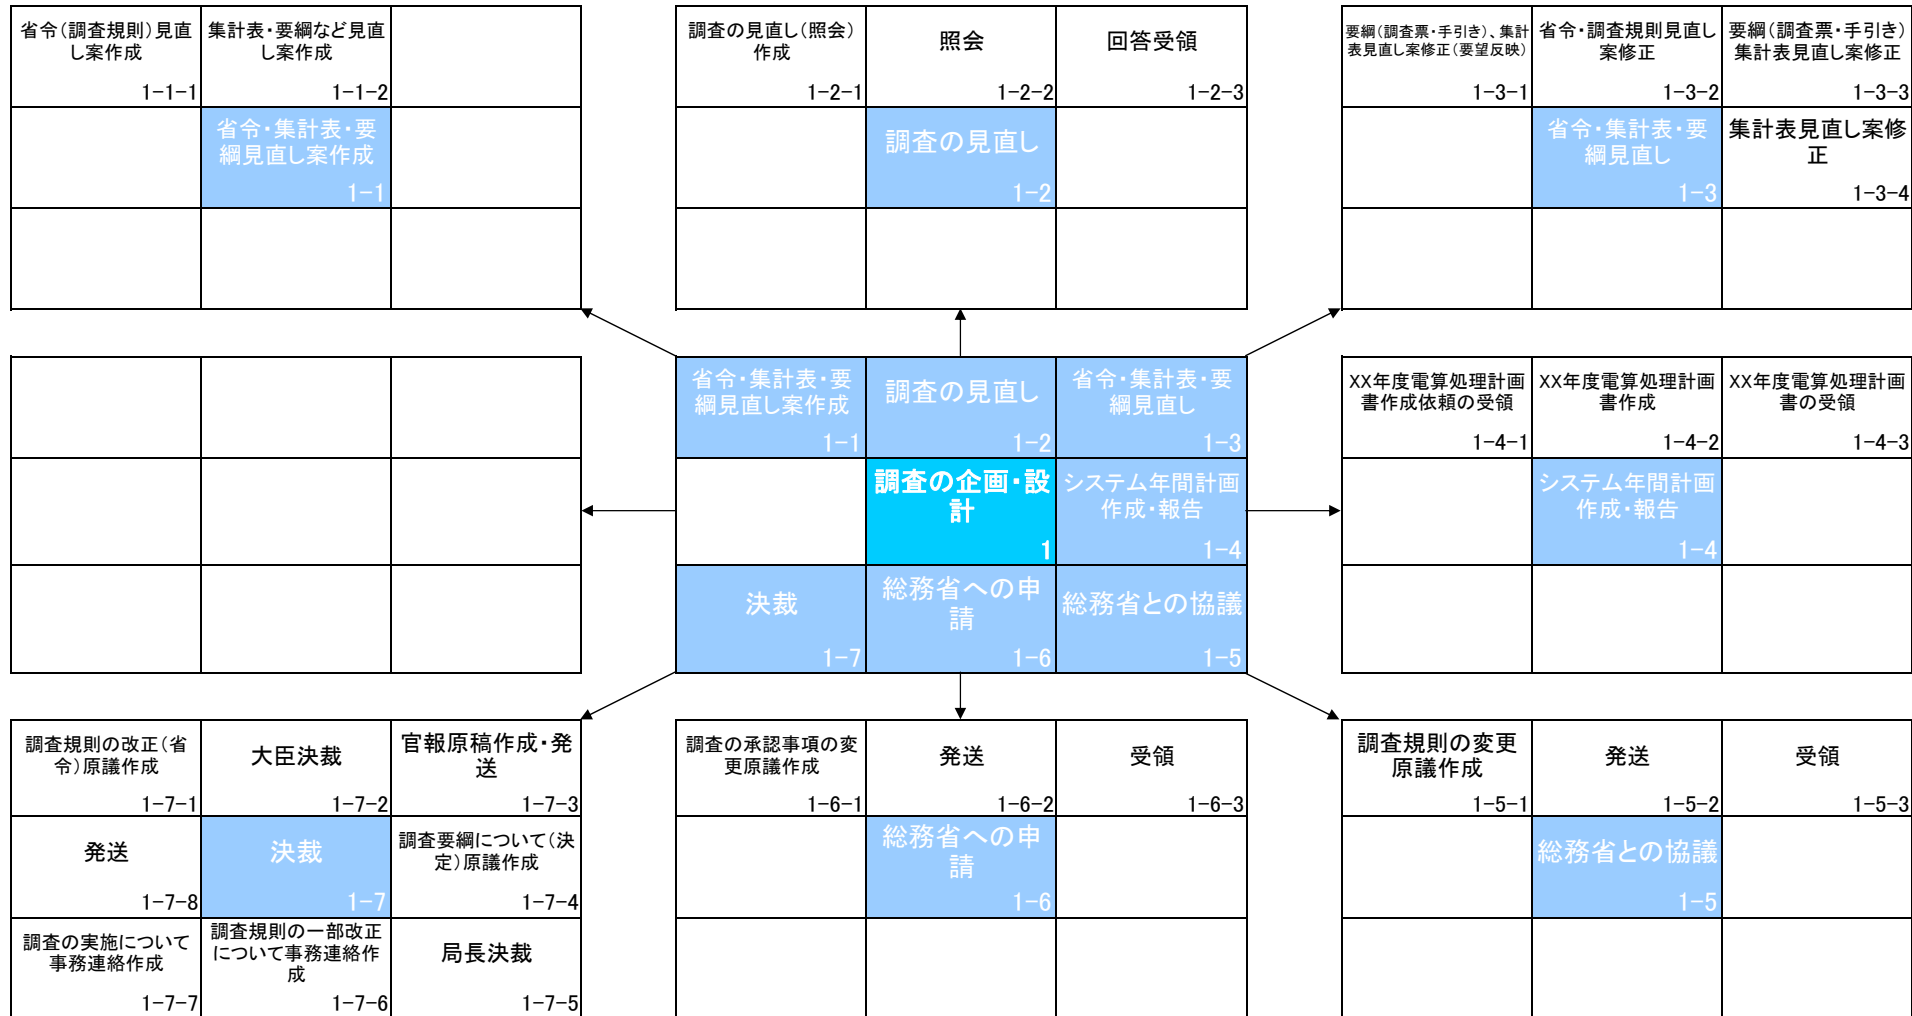 省令（調査規則）見直
し案作成
1-1-1
集計表・要綱など見直
し案作成
1-1-2
省令・集計表・要
綱見直し案作成
1-1
調査の見直し（照会）
作成
1-2-1
照会
1-2-2
回答受領
1-2-3
調査の見直し
1-2
要綱（調査票・手引き）、集計
表見直し案修正（要望反映）
1-3-1
省令・調査規則見直し
案修正
1-3-2
要綱（調査票・手引き）
集計表見直し案修正
1-3-3
省令・集計表・要
綱見直し
1-3
集計表見直し案修
正
1-3-4
省令・集計表・要
綱見直し案作成
1-1
調査の見直し
1-2
省令・集計表・要
綱見直し
1-3
調査の企画・設
計
1
システム年間計画
作成・報告
1-4
決裁
1-7
総務省への申
請
1-6
総務省との協議
1-5
XX年度電算処理計画
書作成依頼の受領
1-4-1
XX年度電算処理計画
書作成
1-4-2
XX年度電算処理計画
書の受領
1-4-3
システム年間計画
作成・報告
1-4
調査規則の改正（省
令）原議作成
1-7-1
大臣決裁
1-7-2
官報原稿作成・発
送
1-7-3
発送
1-7-8
決裁
1-7
調査要綱について（決
定）原議作成
1-7-4
調査の実施について
事務連絡作成
1-7-7
調査規則の一部改正
について事務連絡作
成
1-7-6
局長決裁
1-7-5
調査の承認事項の変
更原議作成
1-6-1
発送
1-6-2
受領
1-6-3
総務省への申
請
1-6
調査規則の変更
原議作成
1-5-1
発送
1-5-2
受領
1-5-3
総務省との協議
1-5